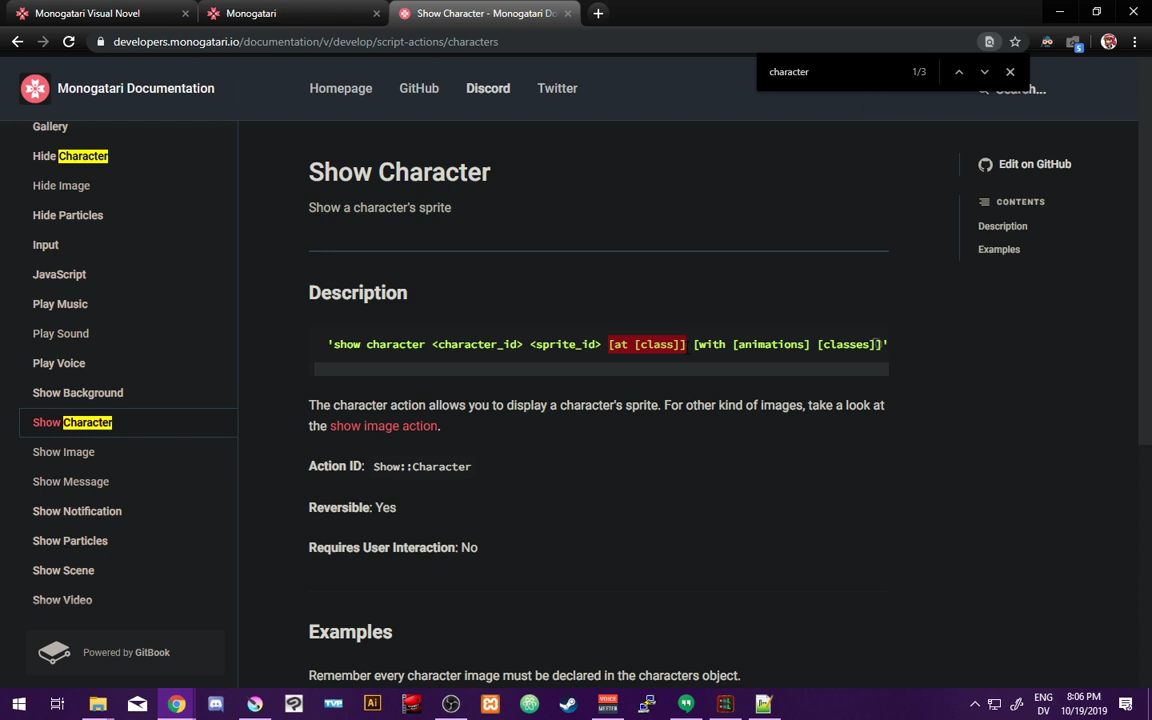 Monogatari Visual Novel
Monogatari
Show Character - Monogatari Do
developers.monogatari.io/documentation/v/develop/script-actions/characters
character
1/3
Monogatari Documentation
Homepage
GitHub
Discord
Twitter
Search...
Gallery
Hide Character
Hide Image
Hide Particles
Input
JavaScript
Play Music
Play Sound
Play Voice
Show Background
Show Character
Show Image
Show Message
Show Notification
Show Particles
Show Scene
Show Video
Powered by GitBook
Show Character
Show a character's sprite
Description
'show character <character_id> <sprite_id> [at [class]] [with [animations] [classes]]'
The character action allows you to display a character's sprite. For other kind of images, take a look at
the show image action.
Action ID: Show::Character
Reversible: Yes
Requires User Interaction: No
Examples
Remember every character image must be declared in the characters object.
Edit on GitHub
CONTENTS
Description
Examples
ENG
DV
8:06 PM
10/19/2019